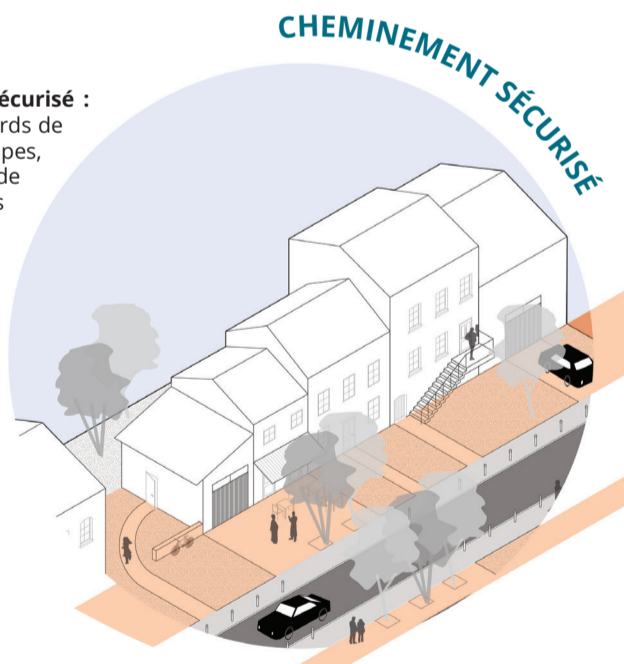 CHEMINEMENT SÉCURISÉ
écurisé :
rds de
pes,
de
s